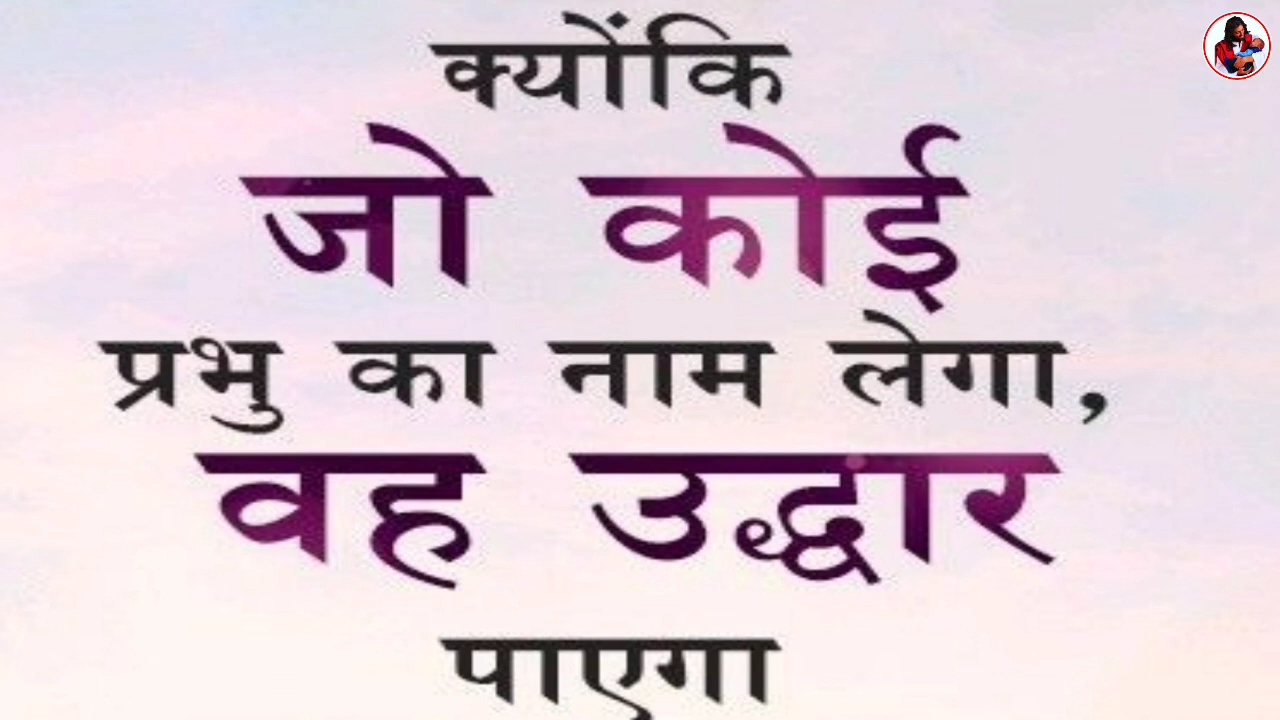 क्योंकि
जो कोई
प्रभु का नाम लेगा,
वह उद्धार
पाएगा